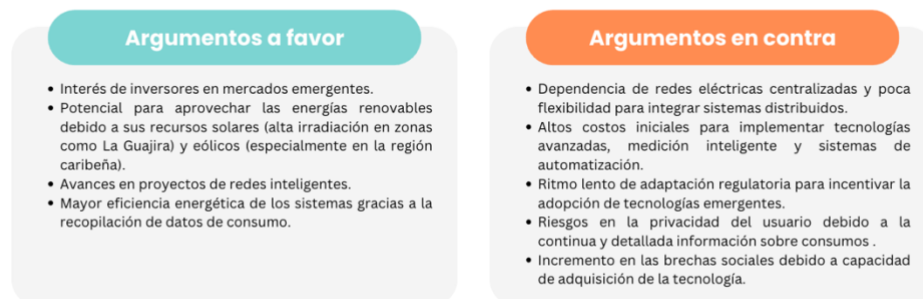 Argumentos a favor
• Interés de inversores en mercados emergentes.
• Potencial para aprovechar las energías renovables
debido a sus recursos solares (alta irradiación en zonas
como La Guajira) y eólicos (especialmente en la región
caribeña).
• Avances en proyectos de redes inteligentes.
• Mayor eficiencia energética de los sistemas gracias a la
recopilación de datos de consumo.
Argumentos en contra
• Dependencia de redes eléctricas centralizadas y poca
flexibilidad para integrar sistemas distribuidos.
• Altos costos iniciales para implementar tecnologías
avanzadas, medición inteligente y sistemas de
automatización.
• Ritmo lento de adaptación regulatoria para incentivar la
adopción de tecnologías emergentes.
• Riesgos en la privacidad del usuario debido a la
continua y detallada información sobre consumos .
• Incremento en las brechas sociales debido a capacidad
de adquisición de la tecnología.